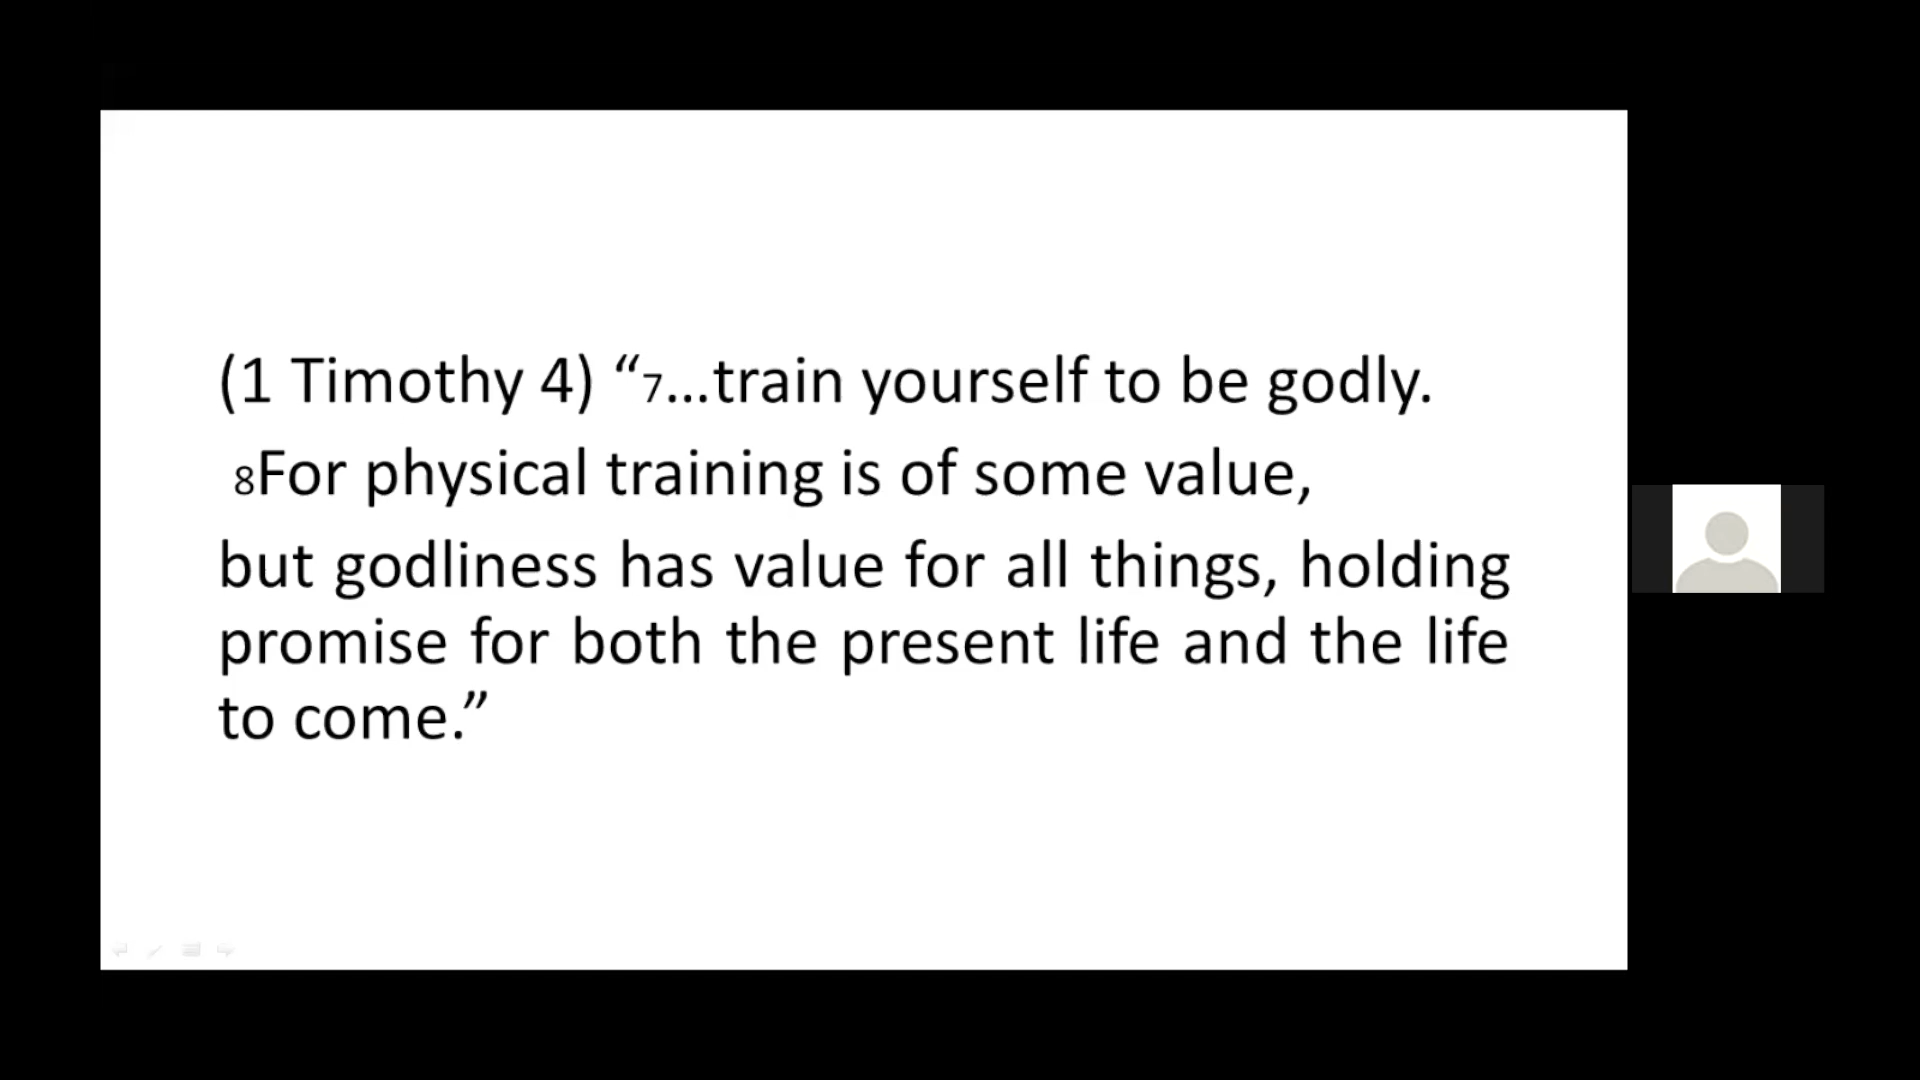 (1 Timothy 4) “7...train yourself to be godly.
8For physical training is of some value,
but godliness has value for all things, holding
promise for both the present life and the life
to come.”